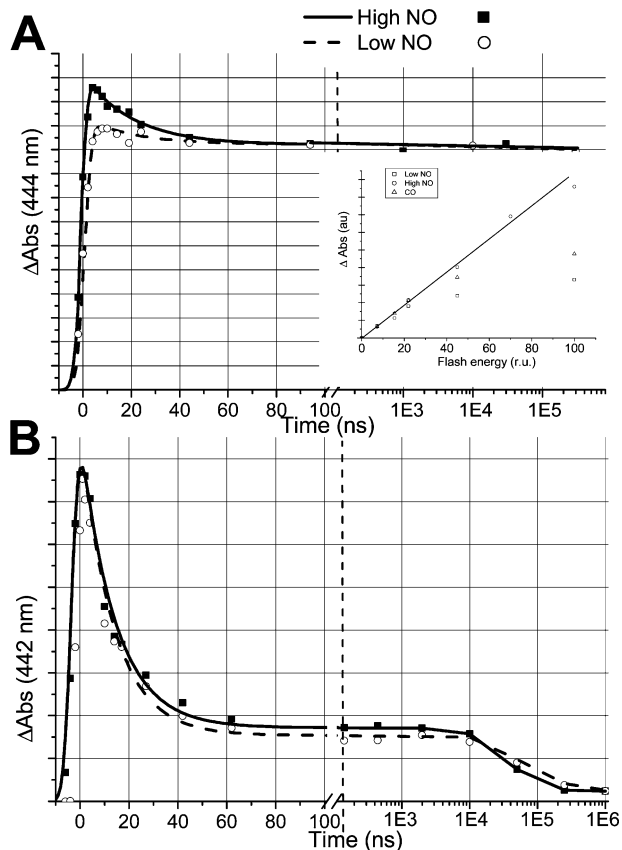 A
High NO
Low NO
ΔAbs (444 nm)
Low NO
High NO
CO
Δ Abs (au)
0 20 40 60 80 100
Flash energy (r.u.)
0 20 40 60 80 100 1E3 1E4 1E5
Time (ns)
B
ΔAbs (442 nm)
0 20 40 60 80 100 1E3 1E4 1E5 1E6
Time (ns)